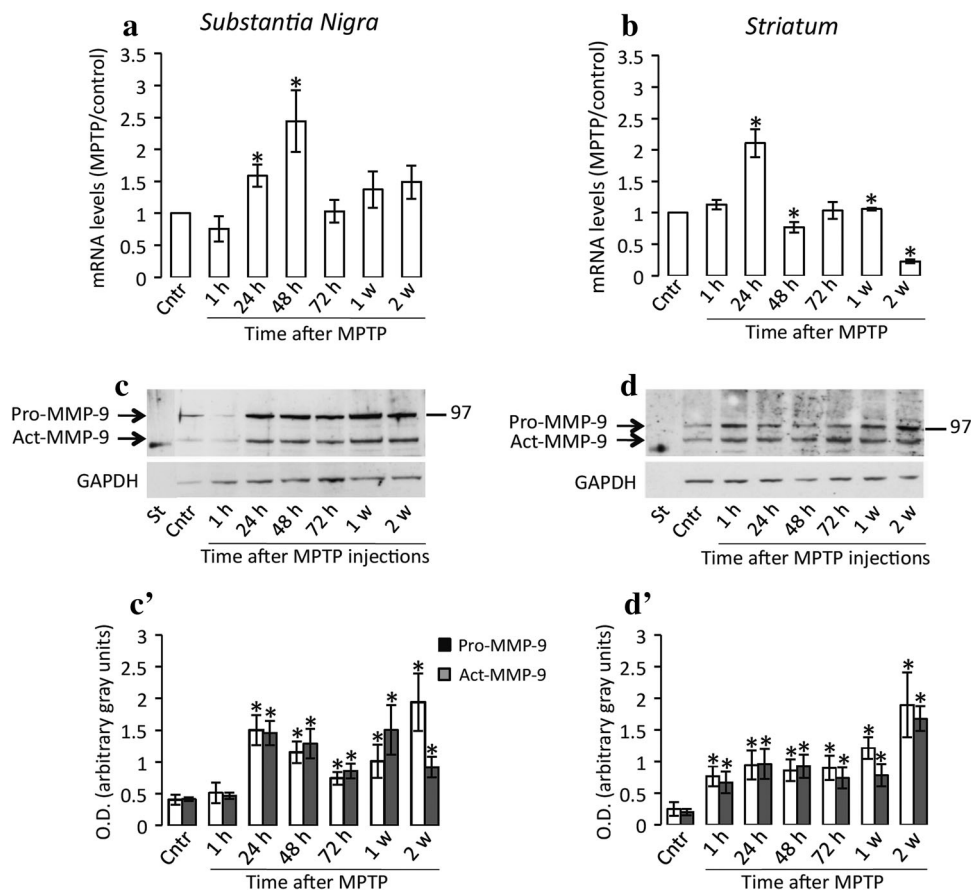 a
Substantia Nigra
mRNA levels (MPTP/control)
3.5
3
2.5
2
1.5
1
0.5
0
*
*
Cntr
1 h
24 h
48 h
72 h
1 w
2 w
Time after MPTP
b
Striatum
mRNA levels (MPTP/control)
3.5
3
2.5
2
1.5
1
0.5
0
*
*
*
*
Cntr
1 h
24 h
48 h
72 h
1 w
2 w
Time after MPTP
c
Pro-MMP-9
Act-MMP-9
97
GAPDH
St
Cntr
1 h
24 h
48 h
72 h
1 w
2 w
Time after MPTP injections
d
Pro-MMP-9
Act-MMP-9
97
GAPDH
St
Cntr
1 h
24 h
48 h
72 h
1 w
2 w
Time after MPTP injections
c’
O.D. (arbitrary gray units)
3
2.5
2
1.5
1
0.5
0
* *
* *
* *
* *
* *
Cntr
1 h
24 h
48 h
72 h
1 w
2 w
Time after MPTP
Pro-MMP-9
Act-MMP-9
d’
O.D. (arbitrary gray units)
3
2.5
2
1.5
1
0.5
0
* *
* *
* *
* *
* *
* *
Cntr
1 h
24 h
48 h
72 h
1 w
2 w
Time after MPTP